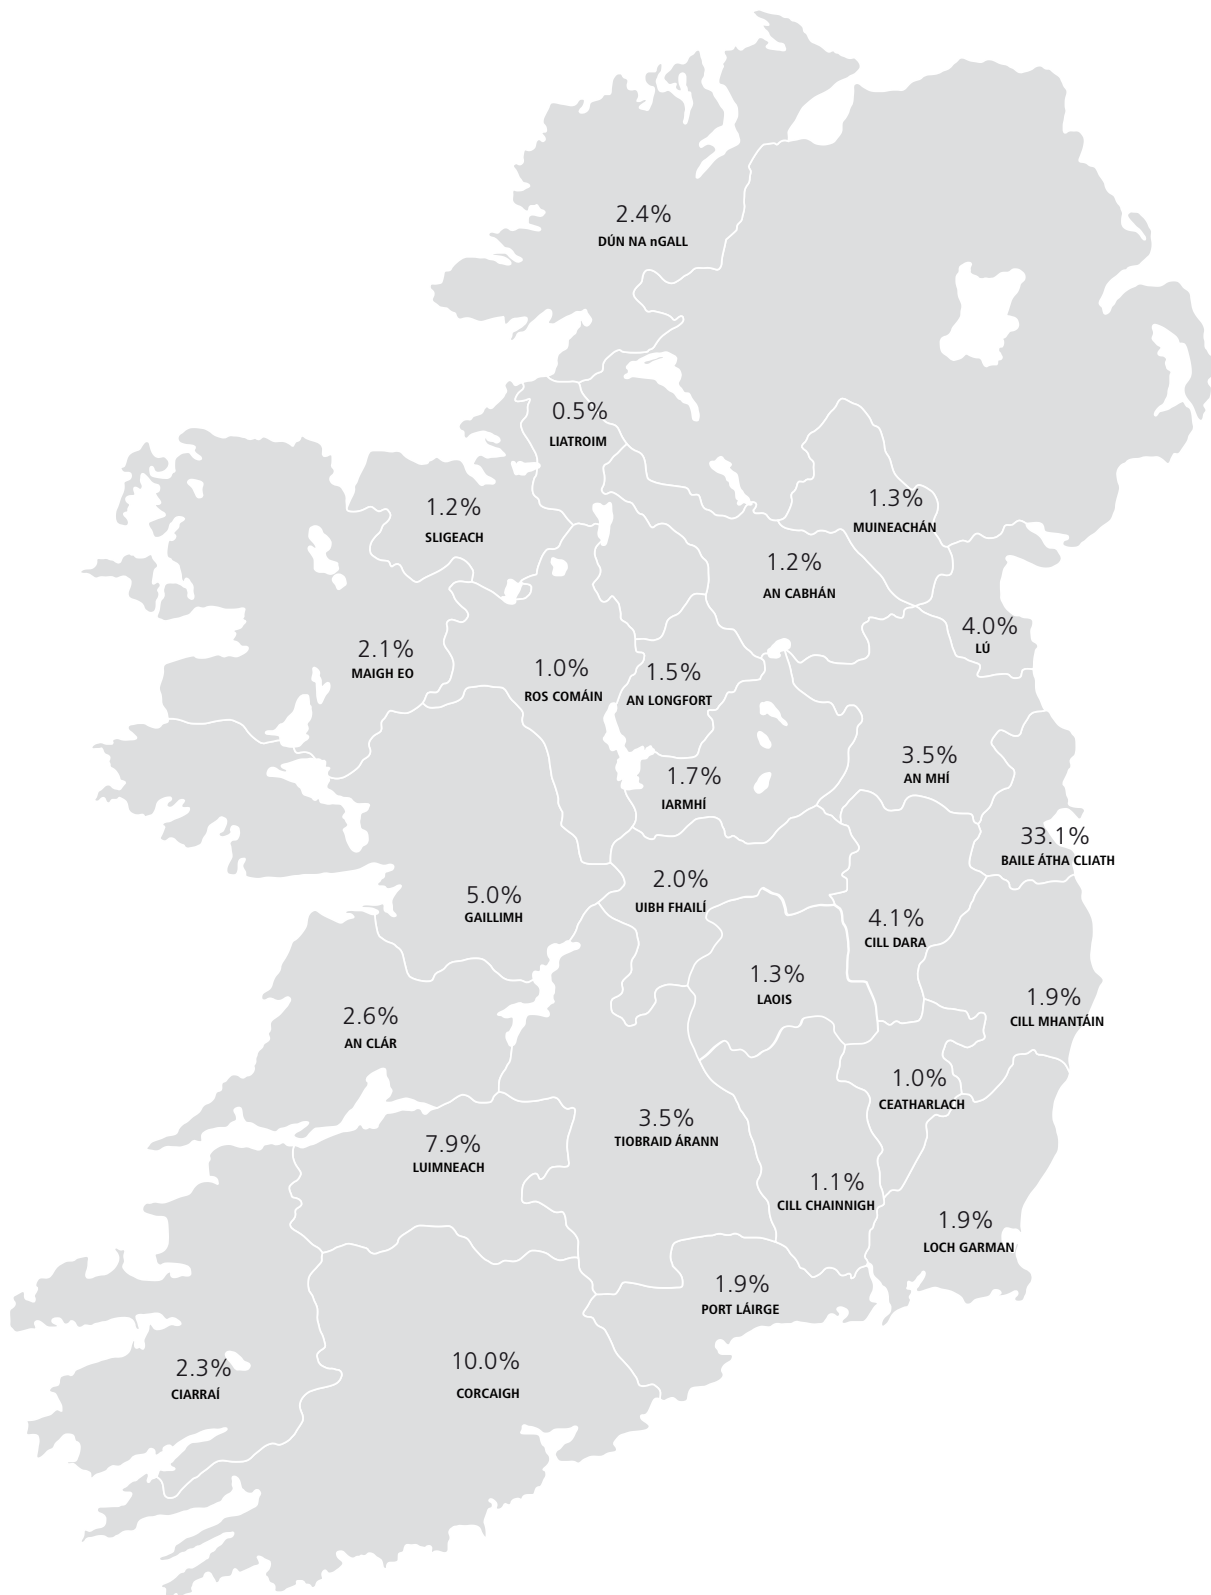 2.4%
DÚN NA nGALL
0.5%
LIATROIM
1.3%
MUINEACHÁN
1.2%
SLIGEACH
1.2%
AN CABHÁN
4.0%
LÚ
2.1%
MAIGH EO
1.0%
ROS COMÁIN
1.5%
AN LONGFORT
3.5%
AN MHÍ
1.7%
IARMHÍ
33.1%
BAILE ÁTHA CLIATH
2.0%
UIBH FHAILÍ
5.0%
GAILLIMH
4.1%
CILL DARA
1.3%
LAOIS
1.9%
CILL MHANTÁIN
2.6%
AN CLÁR
1.0%
CEATHARLACH
3.5%
TIOBRAID ÁRANN
7.9%
LUIMNEACH
1.1%
CILL CHAINNIGH
1.9%
LOCH GARMAN
1.9%
PORT LÁIRGE
10.0%
CORCAIGH
2.3%
CIARRAÍ